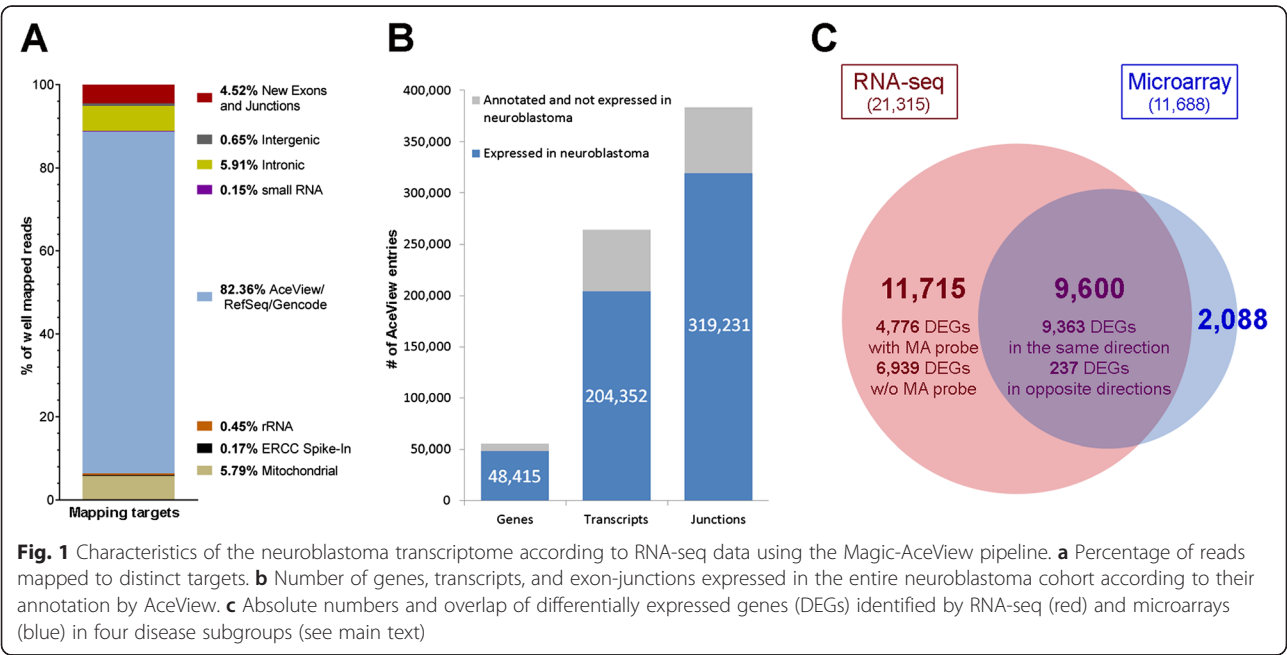 A
100
80
60
40
20
0
% of well mapped reads
Mapping targets
4.52% New Exons
and Junctions
0.65% Intergenic
5.91% Intronic
0.15% small RNA
82.36% AceView/
RefSeq/Gencode
0.45% rRNA
0.17% ERCC Spike-In
5.79% Mitochondrial
B
400,000
350,000
300,000
250,000
200,000
150,000
100,000
50,000
0
# of AceView entries
Annotated and not expressed in
neuroblastoma
Expressed in neuroblastoma
48,415
204,352
319,231
Genes
Transcripts
Junctions
C
RNA-seq
(21,315)
Microarray
(11,688)
11,715
4,776 DEGs
with MA probe
6,939 DEGs
w/o MA probe
9,600
9,363 DEGs
in the same direction
237 DEGs
in opposite directions
2,088
Fig. 1 Characteristics of the neuroblastoma transcriptome according to RNA-seq data using the Magic-AceView pipeline. a Percentage of reads
mapped to distinct targets. b Number of genes, transcripts, and exon-junctions expressed in the entire neuroblastoma cohort according to their
annotation by AceView. c Absolute numbers and overlap of differentially expressed genes (DEGs) identified by RNA-seq (red) and microarrays
(blue) in four disease subgroups (see main text)